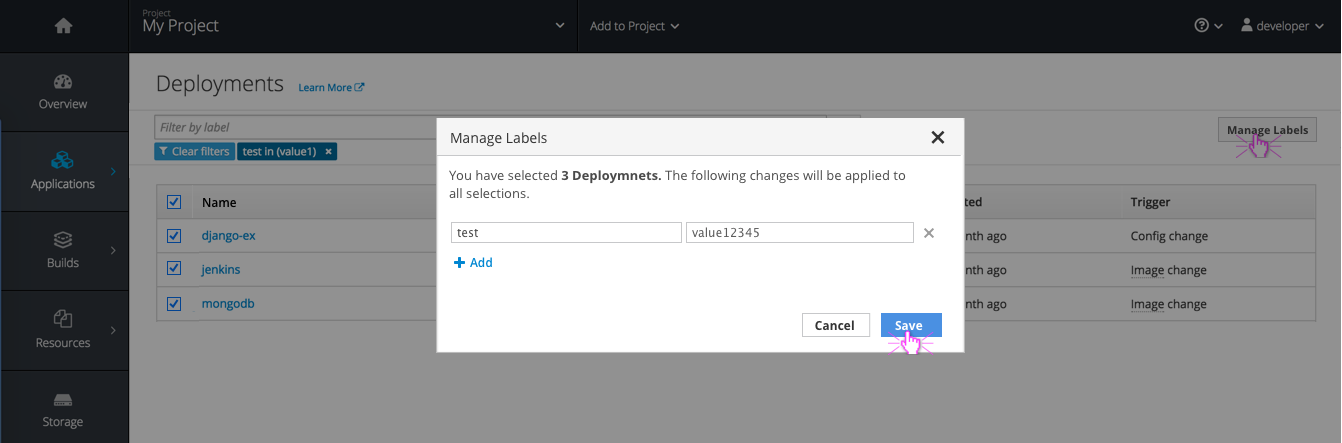 Project
My Project
Add to Project
developer
Overview
Applications
Builds
Resources
Storage
Deployments Learn More
Filter by label
Clear filters test in (value1) ×
Manage Labels
Name ted Trigger
django-ex nth ago Config change
jenkins nth ago Image change
mongodb nth ago Image change
Manage Labels
You have selected 3 Deploymnets. The following changes will be applied to
all selections.
test value12345
Add
Cancel Save